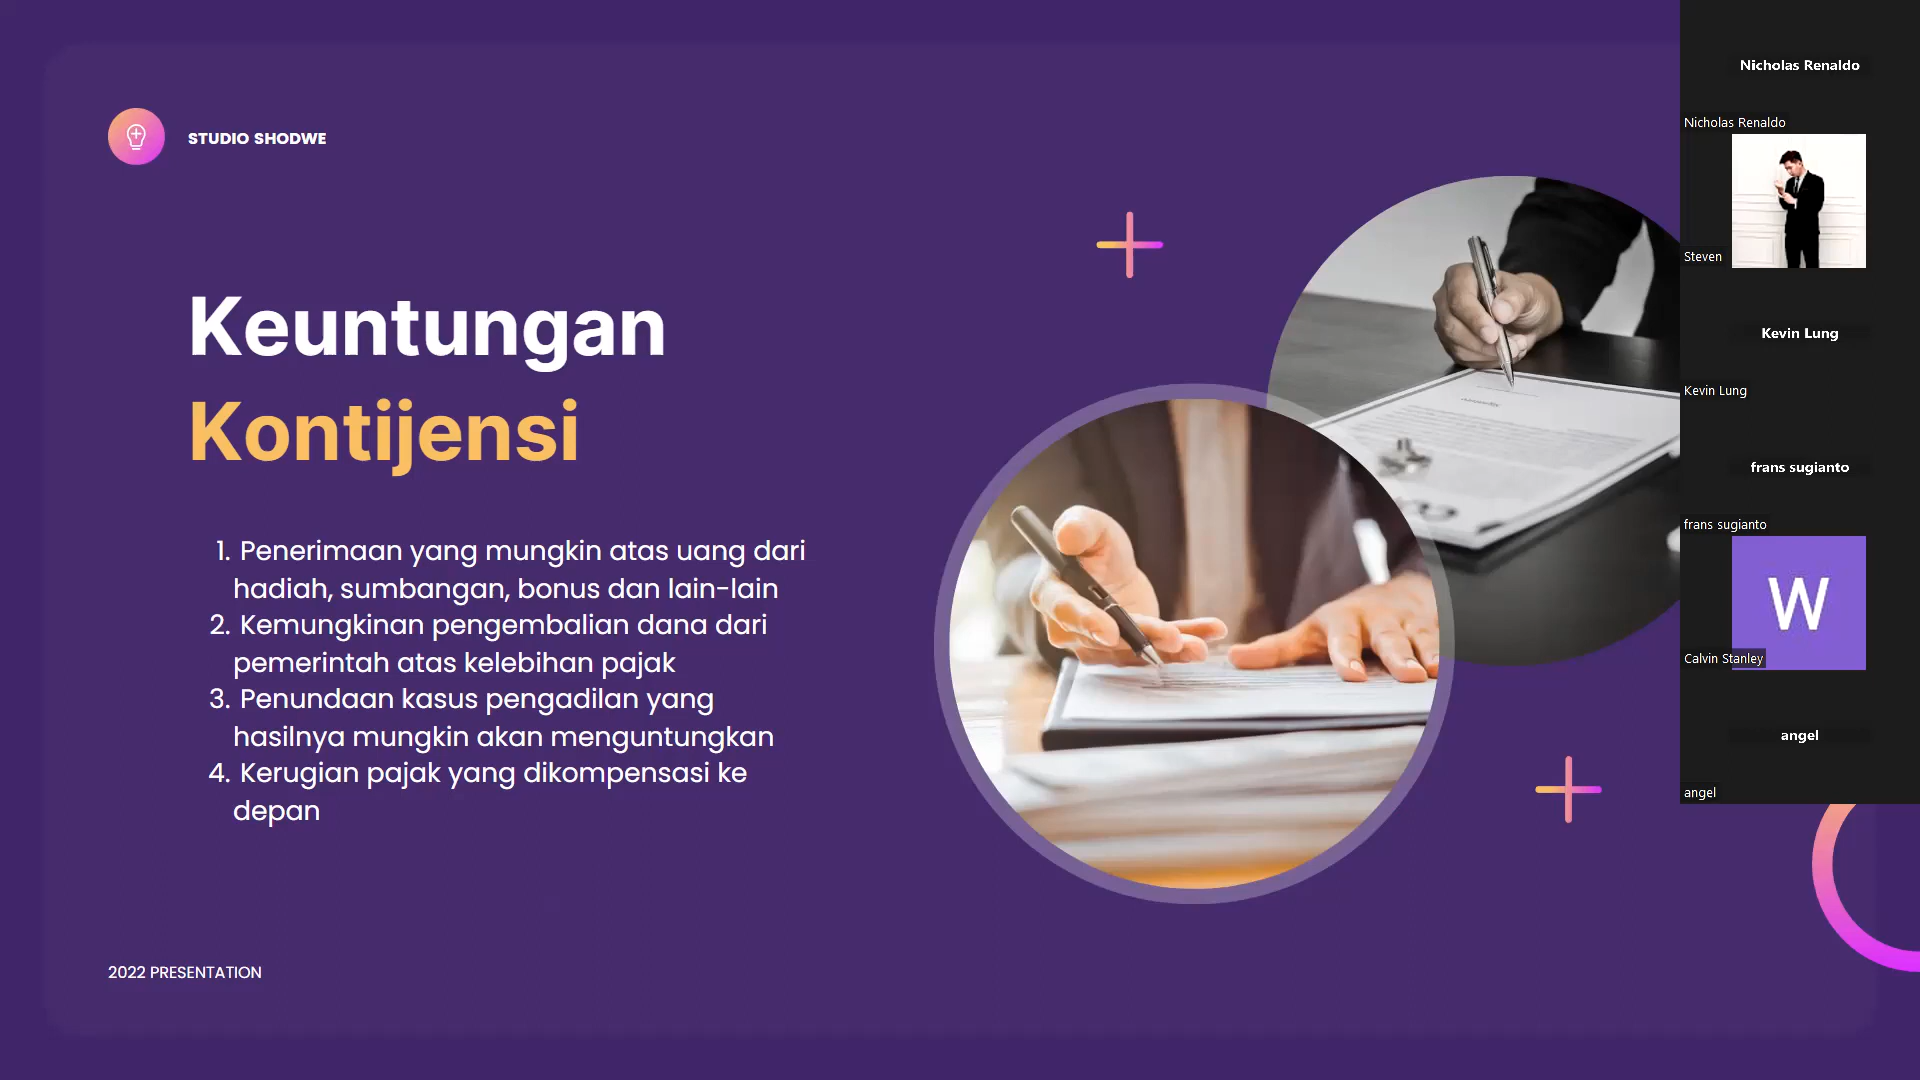 STUDIO SHODWE
Keuntungan
Kontijensi
1. Penerimaan yang mungkin atas uang dari
hadiah, sumbangan, bonus dan lain-lain
2. Kemungkinan pengembalian dana dari
pemerintah atas kelebihan pajak
3. Penundaan kasus pengadilan yang
hasilnya mungkin akan menguntungkan
4. Kerugian pajak yang dikompensasi ke
depan
2022 PRESENTATION
Nicholas Renaldo
Nicholas Renaldo
Steven
Kevin Lung
Kevin Lung
frans sugianto
frans sugianto
W
Calvin Stanley
angel
angel